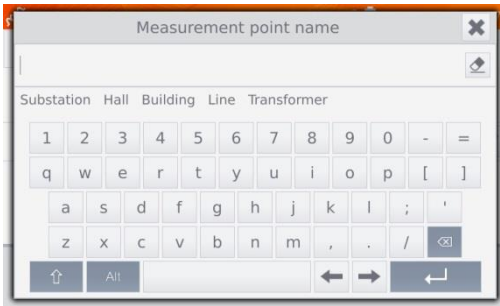 Measurement point name
Substation Hall Building Line Transformer
1 2 3 4 5 6 7 8 9 0 - =
q w e r t y u i o p [ ]
a s d f g h j k l ; '
z x c v b n m , . /
Alt